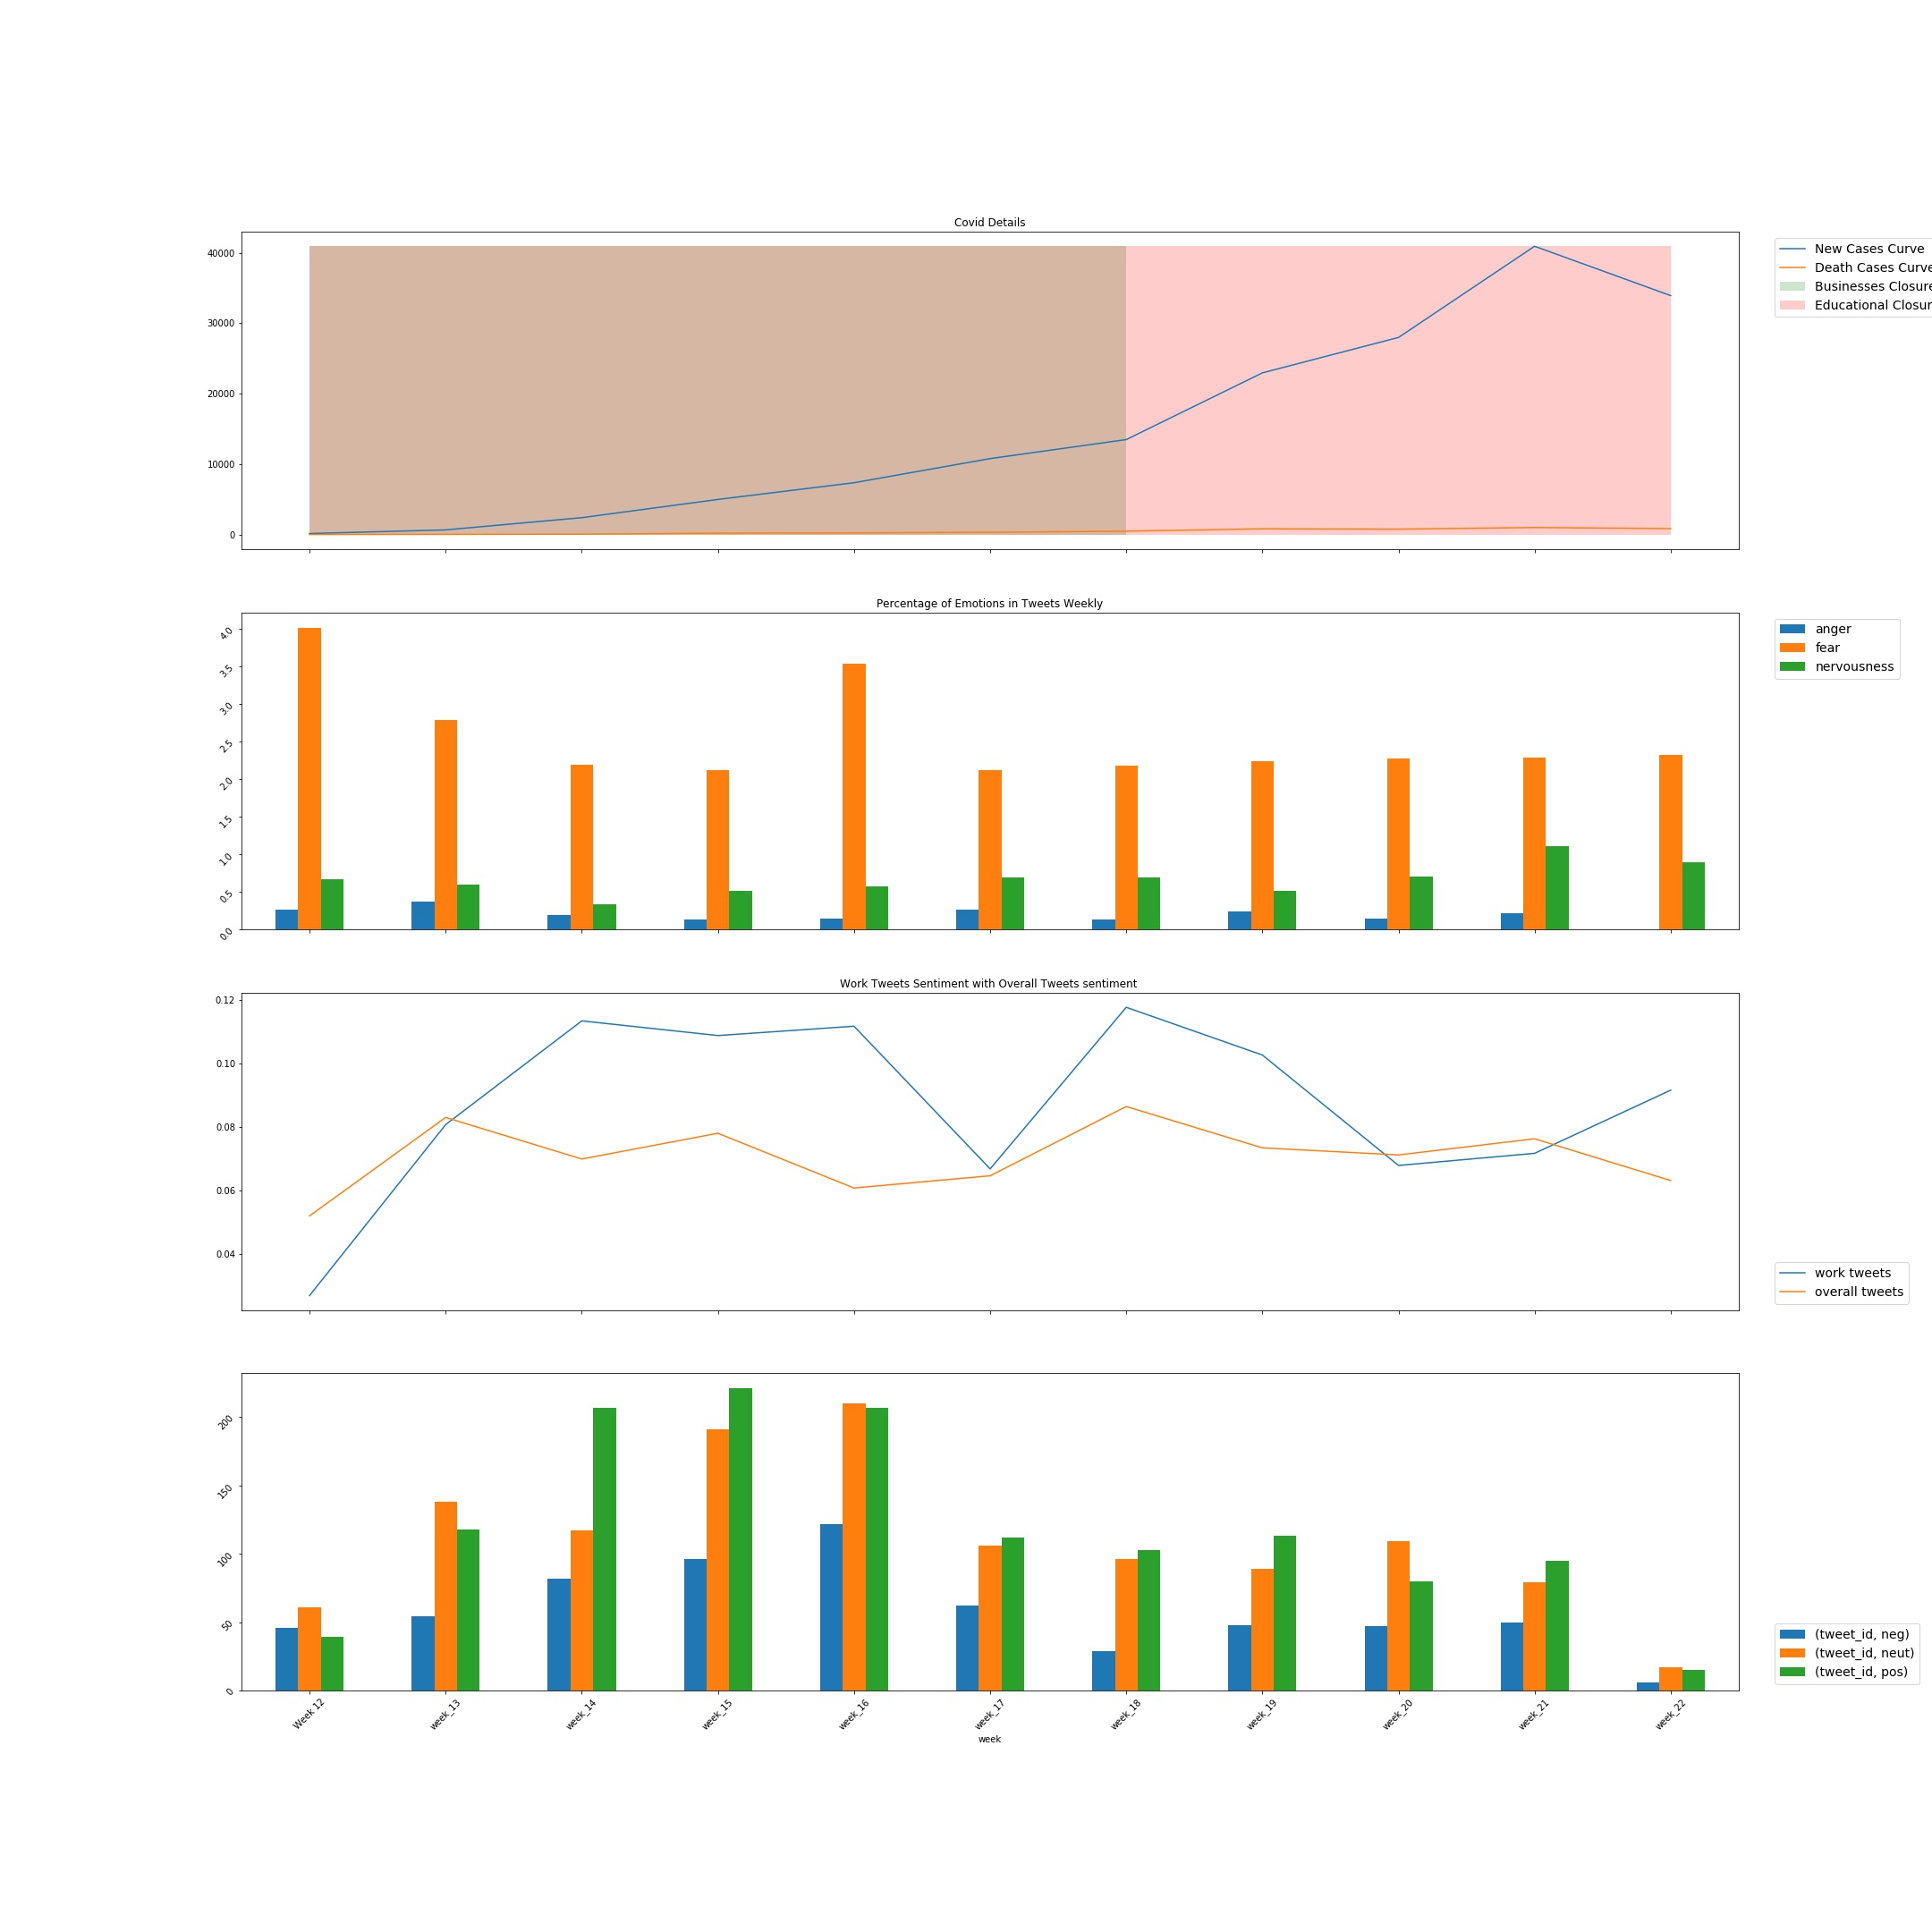 Covid Details
40000
30000
20000
10000
0
New Cases Curve
Death Cases Curve
Businesses Closure
Educational Closur
Percentage of Emotions in Tweets Weekly
4.0
3.5
3.0
2.5
2.0
1.5
1.0
0.5
0.0
anger
fear
nervousness
Work Tweets Sentiment with Overall Tweets sentiment
0.12
0.10
0.08
0.06
0.04
work tweets
overall tweets
200
150
100
50
0
(tweet_id, neg)
(tweet_id, neut)
(tweet_id, pos)
Week 12
week_13
week_14
week_15
week_16
week_17
week_18
week_19
week_20
week_21
week_22
week